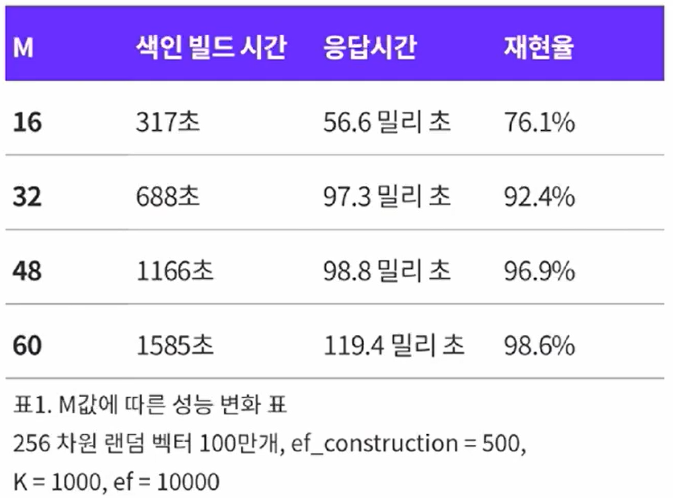 M 색인 빌드 시간 응답시간 재현율
16 317초 56.6 밀리 초 76.1%
32 688초 97.3 밀리 초 92.4%
48 1166초 98.8 밀리 초 96.9%
60 1585초 119.4 밀리 초 98.6%
표1. M값에 따른 성능 변화 표
256 차원 랜덤 벡터 100만개, ef_construction = 500,
K = 1000, ef = 10000